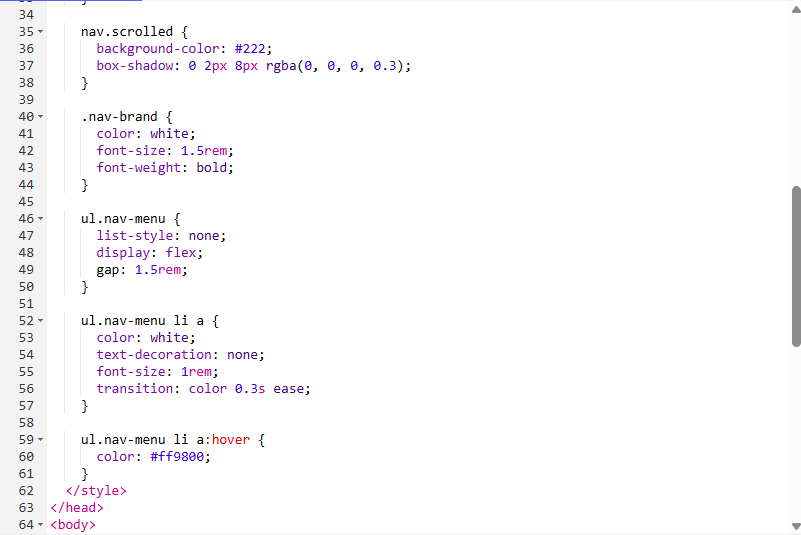 34
35 nav.scrolled {
36 background-color: #222;
37 box-shadow: 0 2px 8px rgba(0, 0, 0, 0.3);
38 }
39
40 .nav-brand {
41 color: white;
42 font-size: 1.5rem;
43 font-weight: bold;
44 }
45
46 ul.nav-menu {
47 list-style: none;
48 display: flex;
49 gap: 1.5rem;
50 }
51
52 ul.nav-menu li a {
53 color: white;
54 text-decoration: none;
55 font-size: 1rem;
56 transition: color 0.3s ease;
57 }
58
59 ul.nav-menu li a:hover {
60 color: #ff9800;
61 }
62 </style>
63 </head>
64 <body>